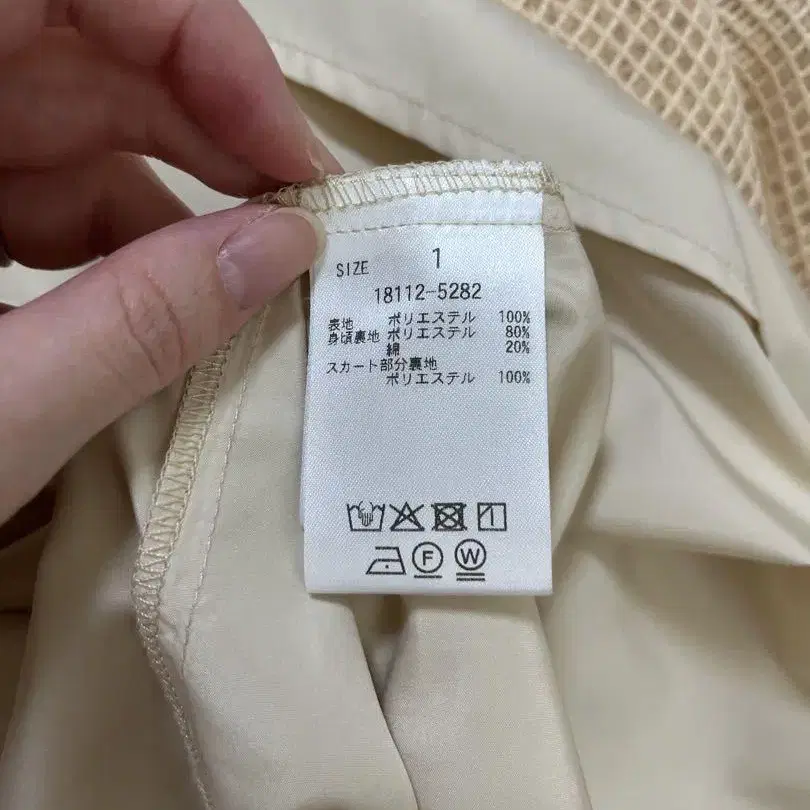 SIZE 1
18112-5282
表地 ポリエステル 100%
身頃裏地 ポリエステル 80%
綿 20%
スカート部分裏地
ポリエステル 100%
F W